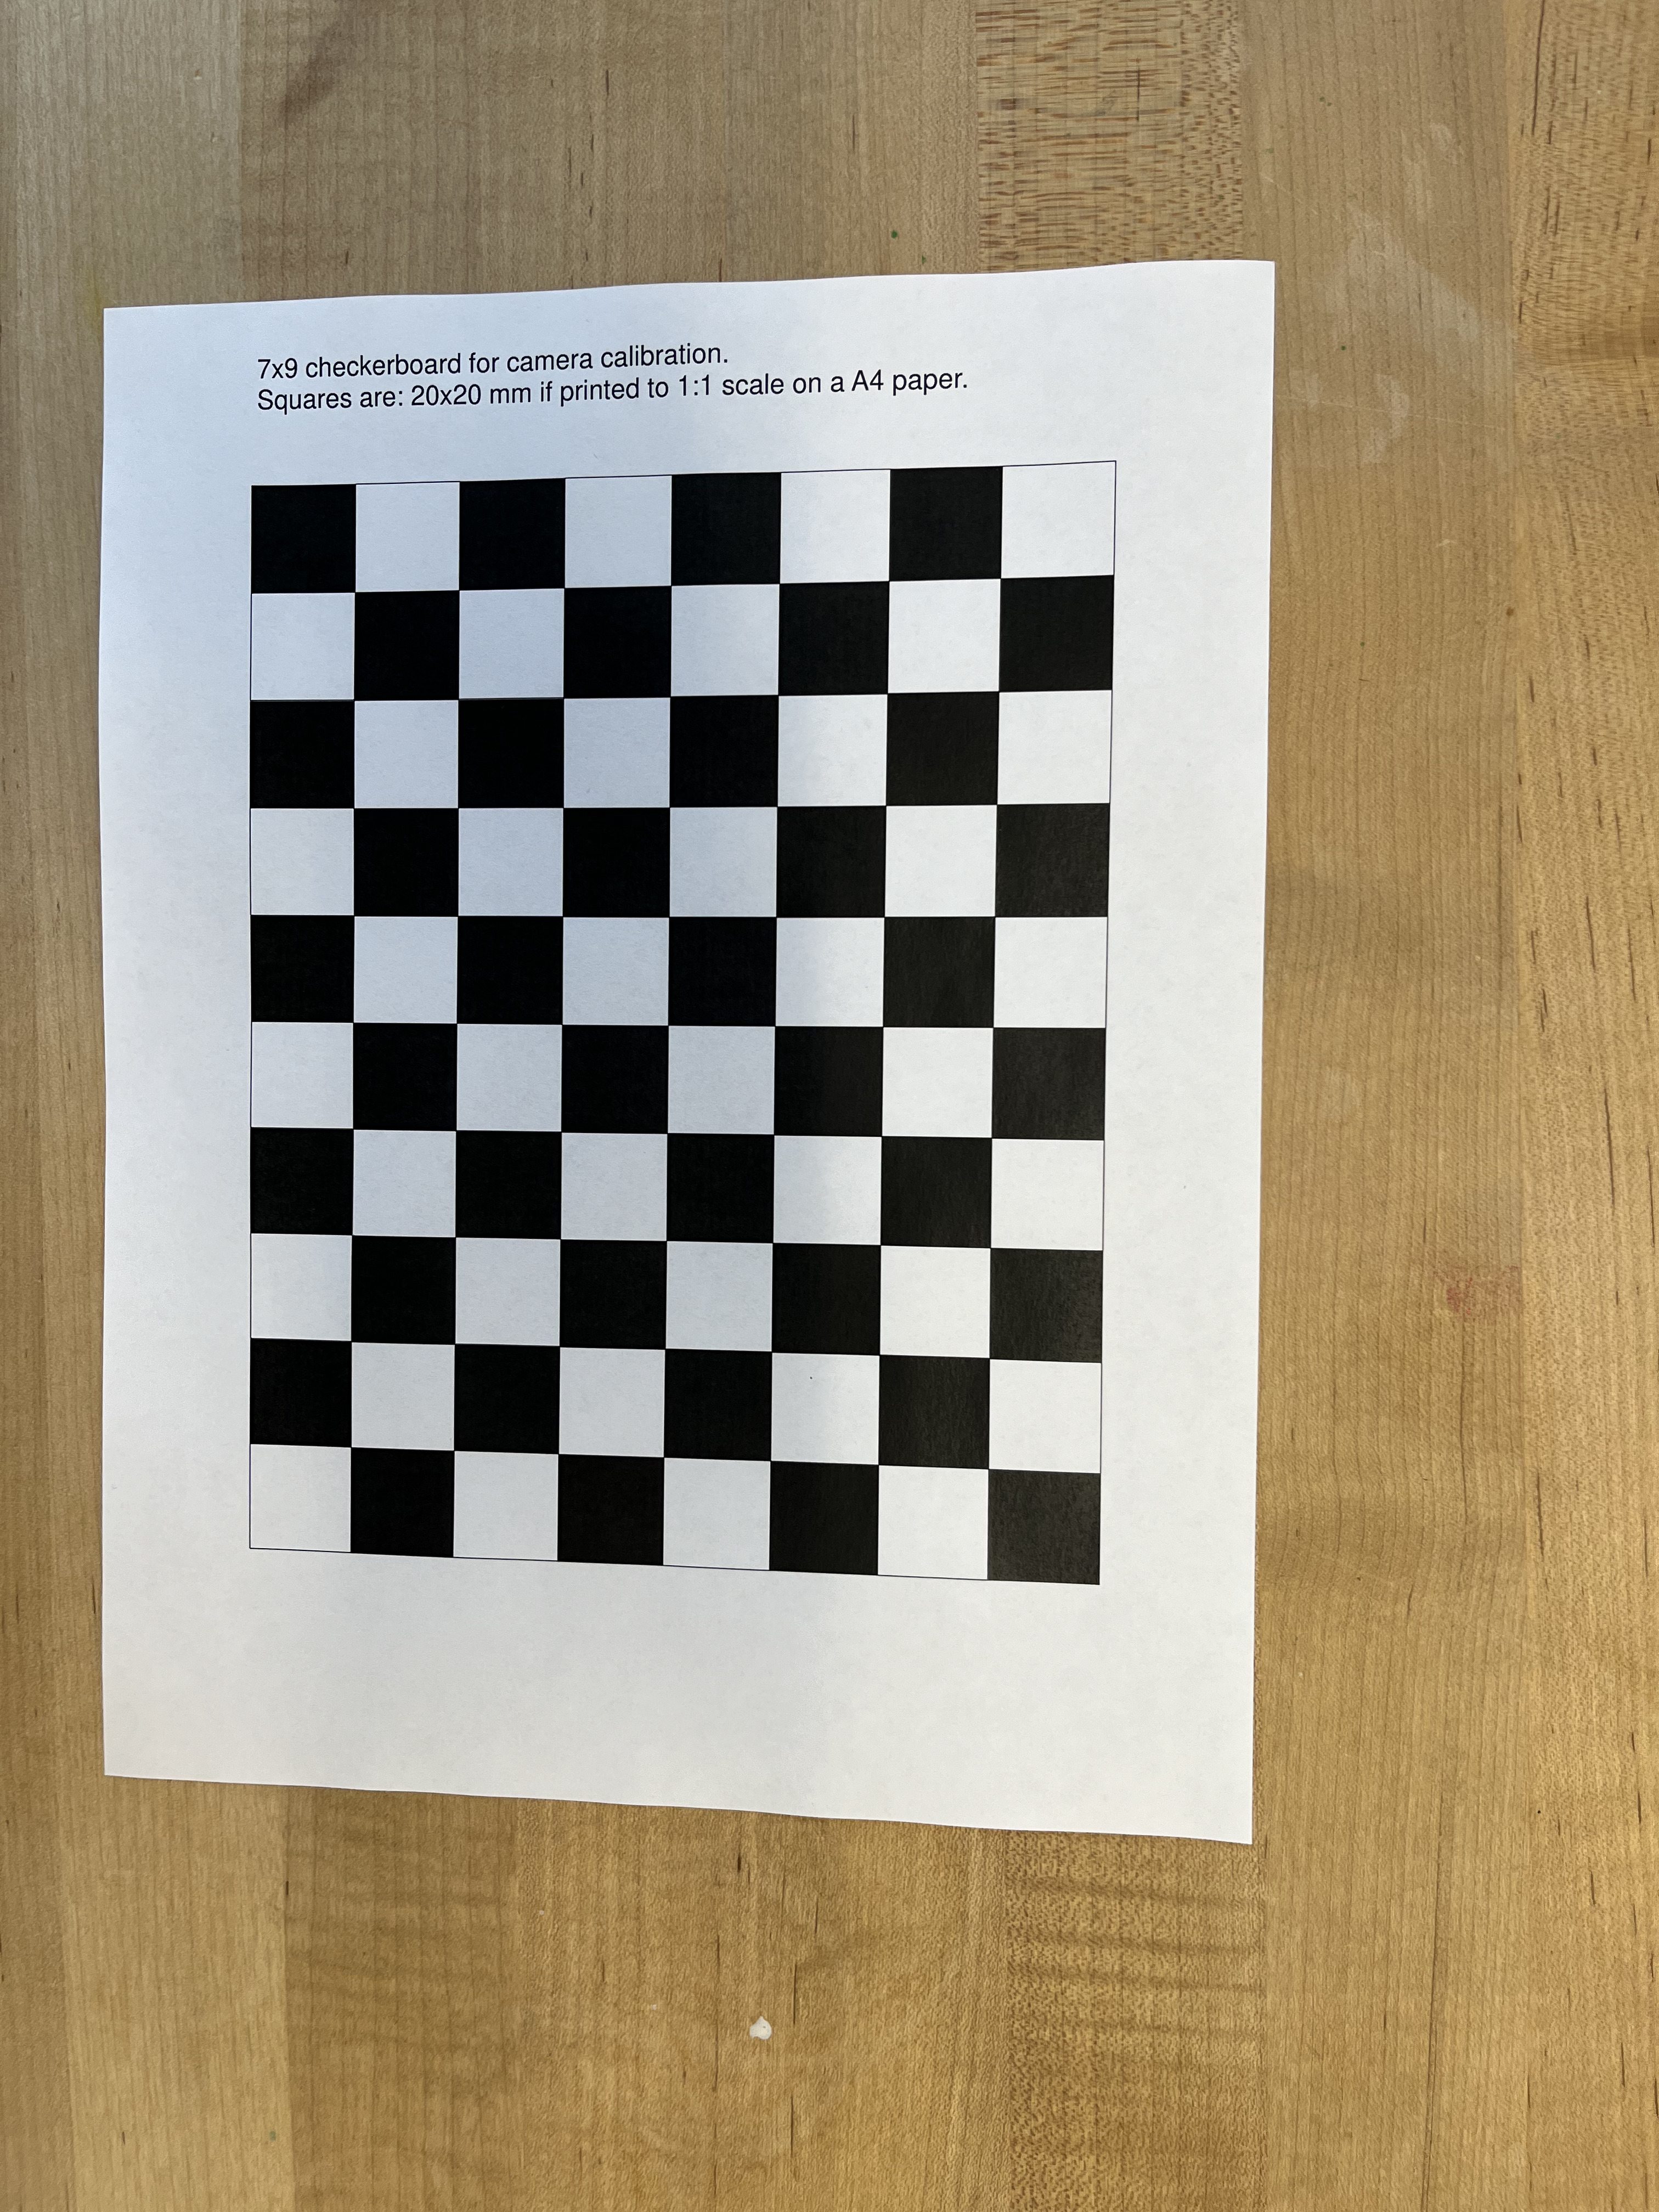 7x9 checkerboard for camera calibration.
Squares are: 20x20 mm if printed to 1:1 scale on a A4 paper.